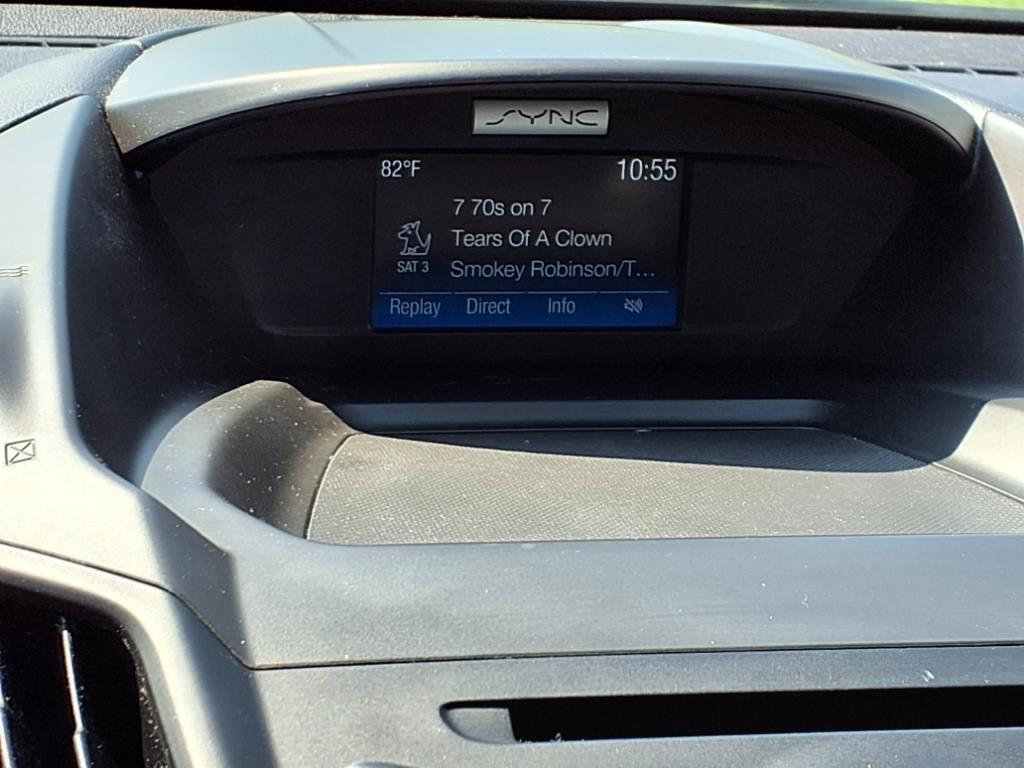 SYNC
82°F 10:55
7 70s on 7
Tears Of A Clown
SAT 3 Smokey Robinson/T...
Replay Direct Info